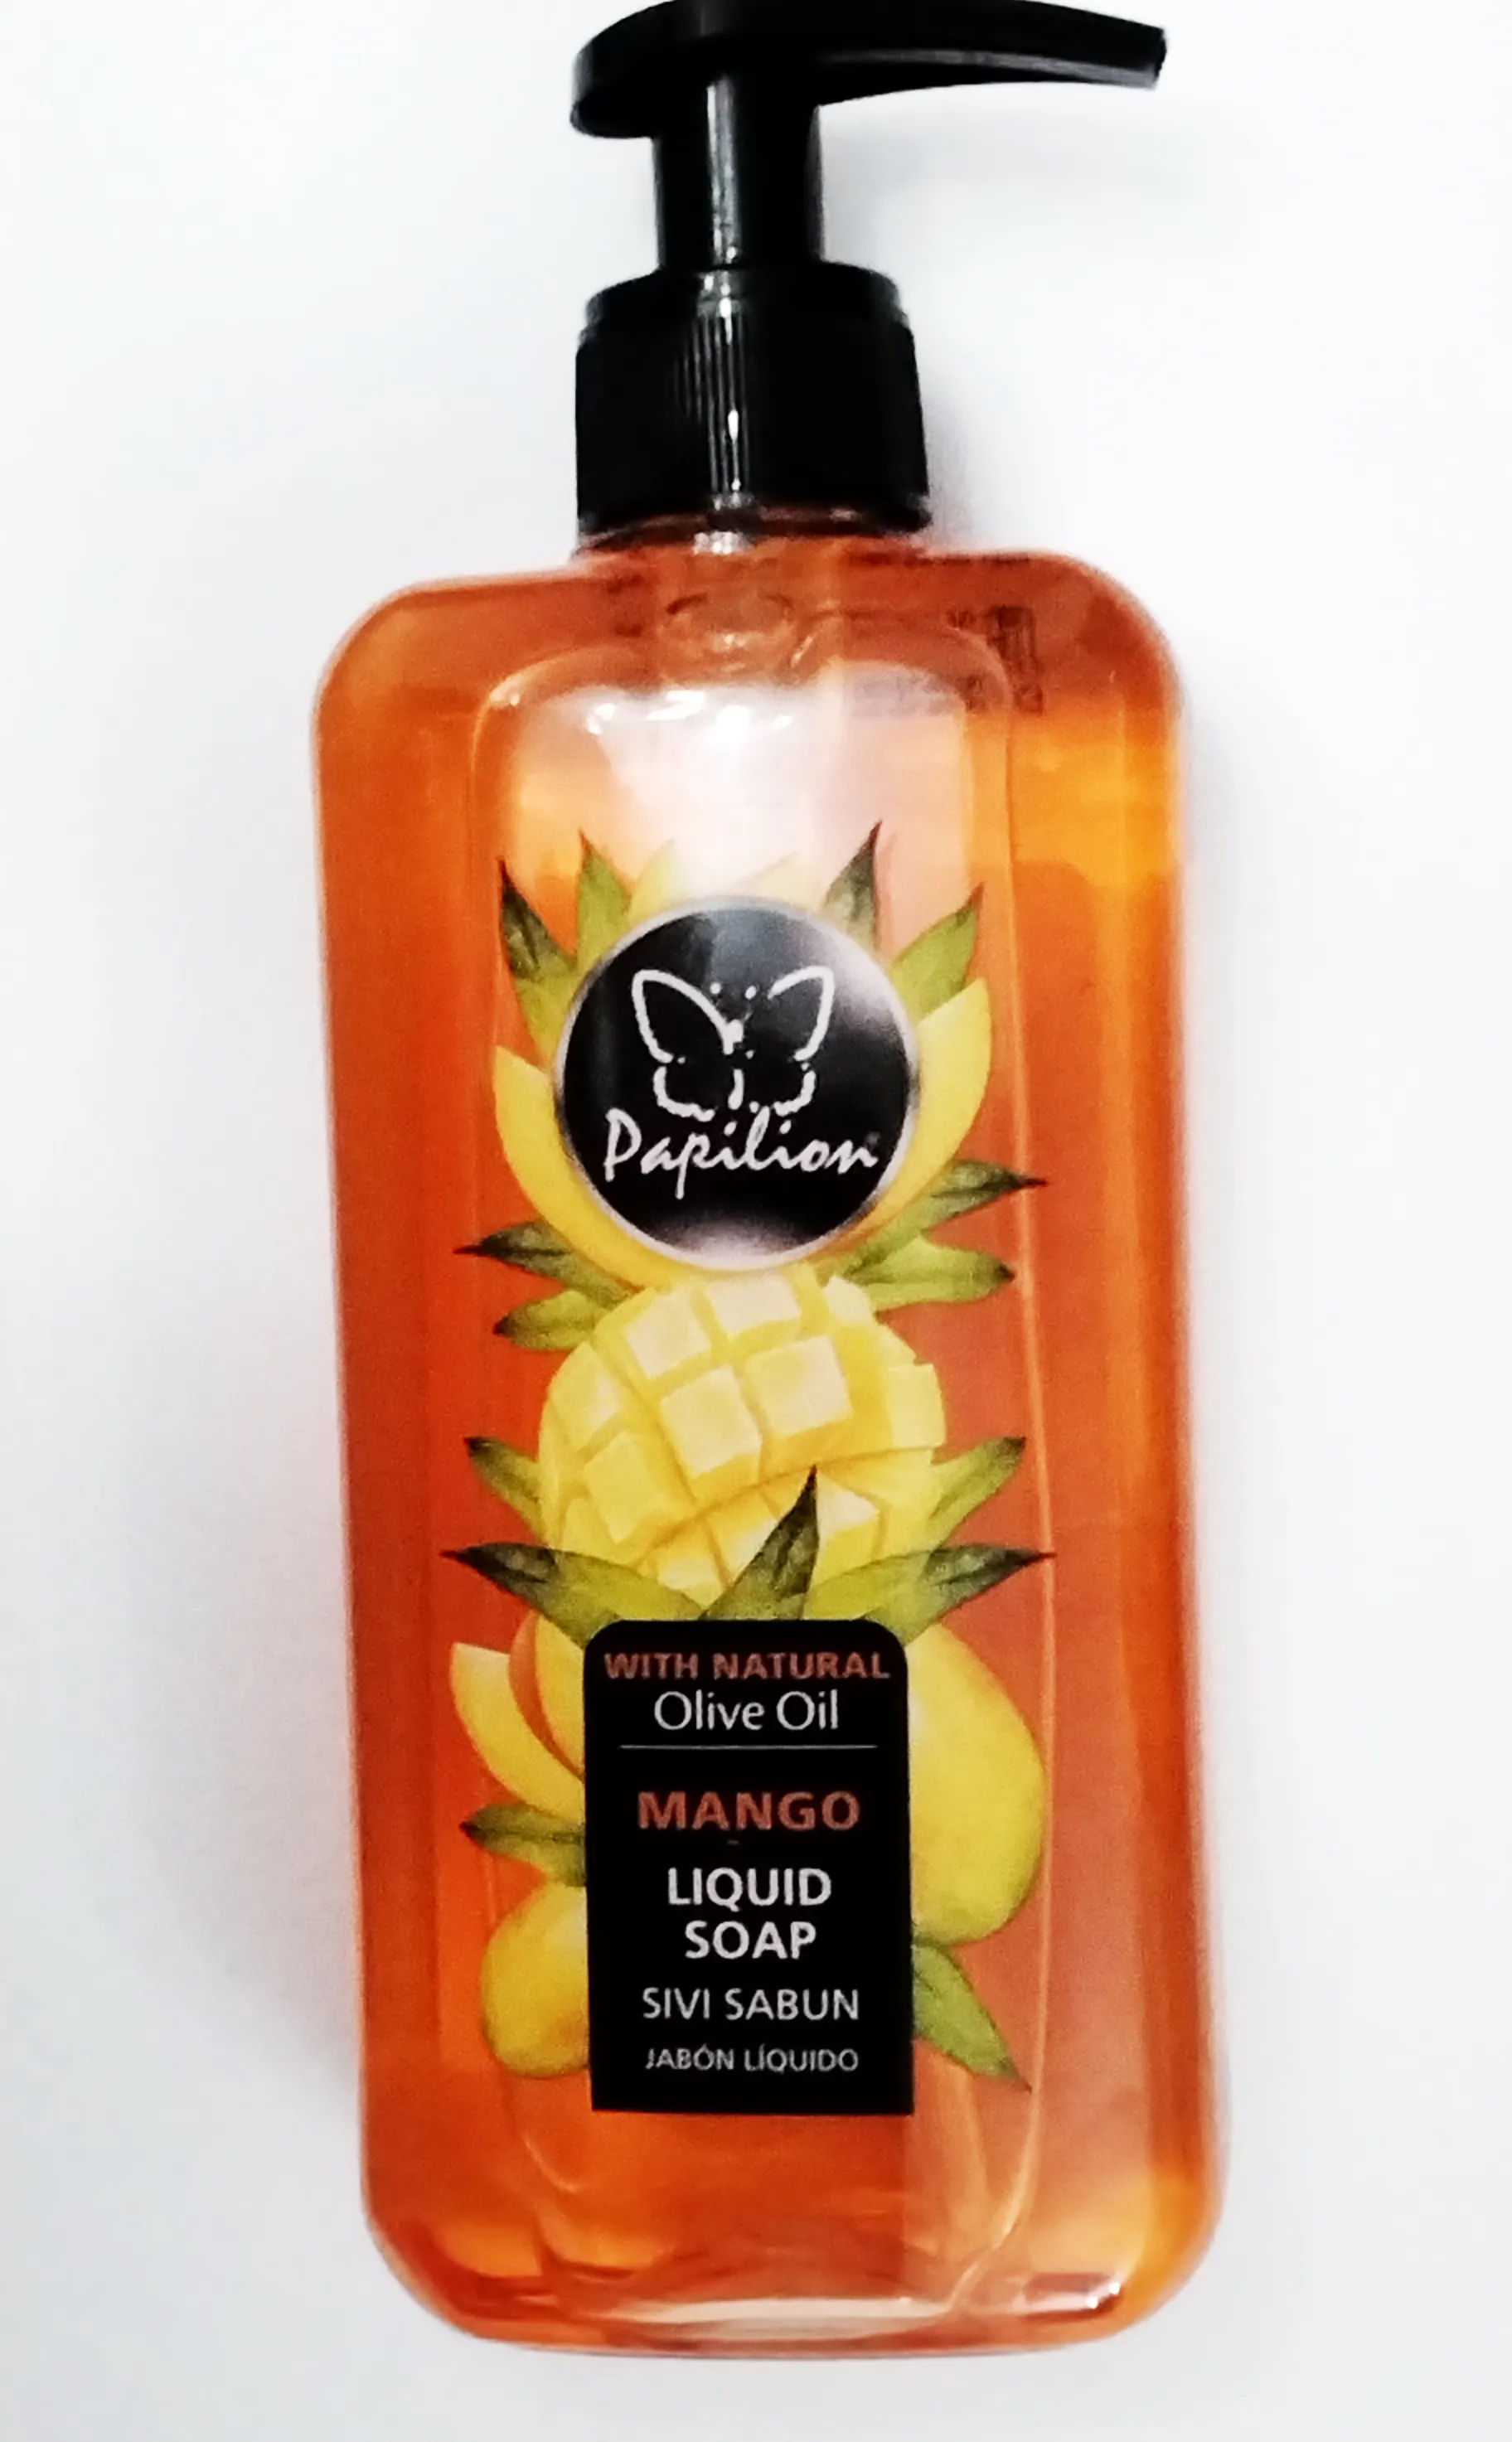 Papilion
WITH NATURAL
Olive Oil
MANGO
LIQUID
SOAP
SIVI SABUN
JABÓN LÍQUIDO